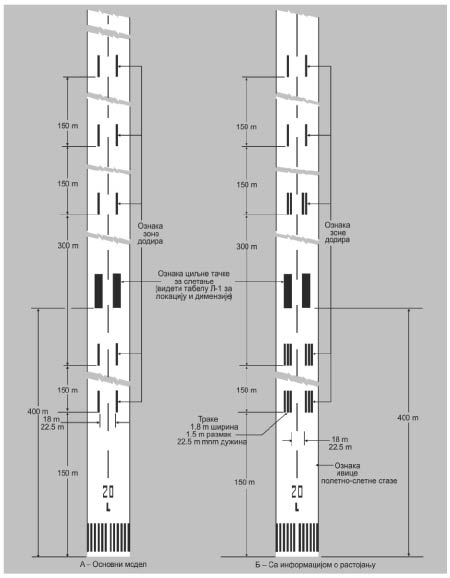 150 m
150 m
300 m
150 m
400 m
18 m
22.5 m
150 m
20
L
А – Основни модел
Ознака
зоне
додира
Ознака циљне тачке
за слетање
(видети табелу Л-1 за
локацију и димензије)
150 m
150 m
300 m
150 m
150 m
Ознака
зоне
додира
Траке
1.8 m ширина
1.5 m размак
22.5 m mnm дужина
18 m
22.5 m
400 m
Ознака
ивице
полетно-слетне стазе
20
L
Б – Са информацијом о растојању